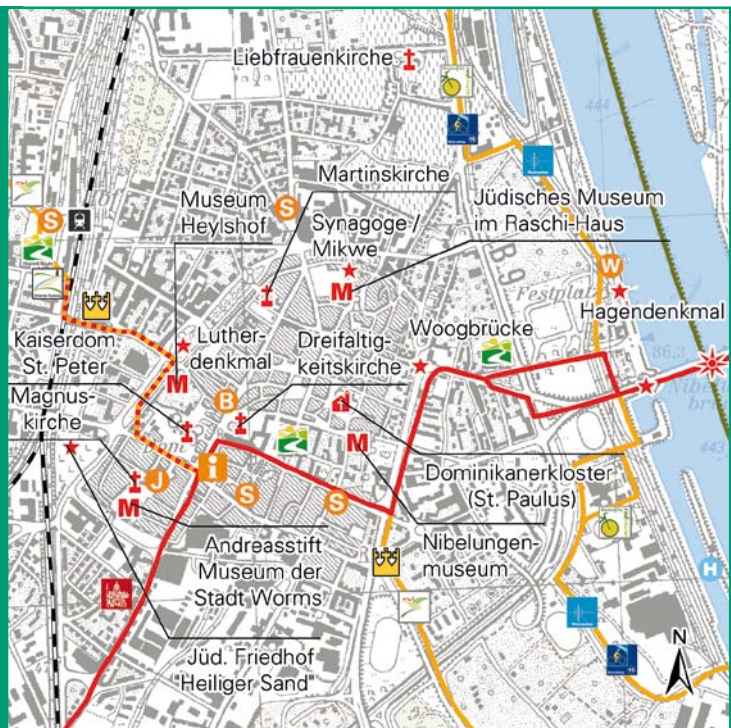 Liebfrauenkirche
444
Martinskirche
Museum
Heylshof
S
Synagoge /
Mikwe
Jüdisches Museum
im Raschi-Haus
S
M
B 9
Festplatz
W
Hagendenkmal
Kaiserdom
St. Peter
Luther-
denkmal
Dreifaltig-
keitskirche
Woogbrücke
86,3
M
Magnus-
kirche
B
Dom
M
443
i
J
S
S
M
Dominikanerkloster
(St. Paulus)
Andreasstift
Museum der
Stadt Worms
Nibelungen-
museum
H
Jüd. Friedhof
"Heiliger Sand"
N